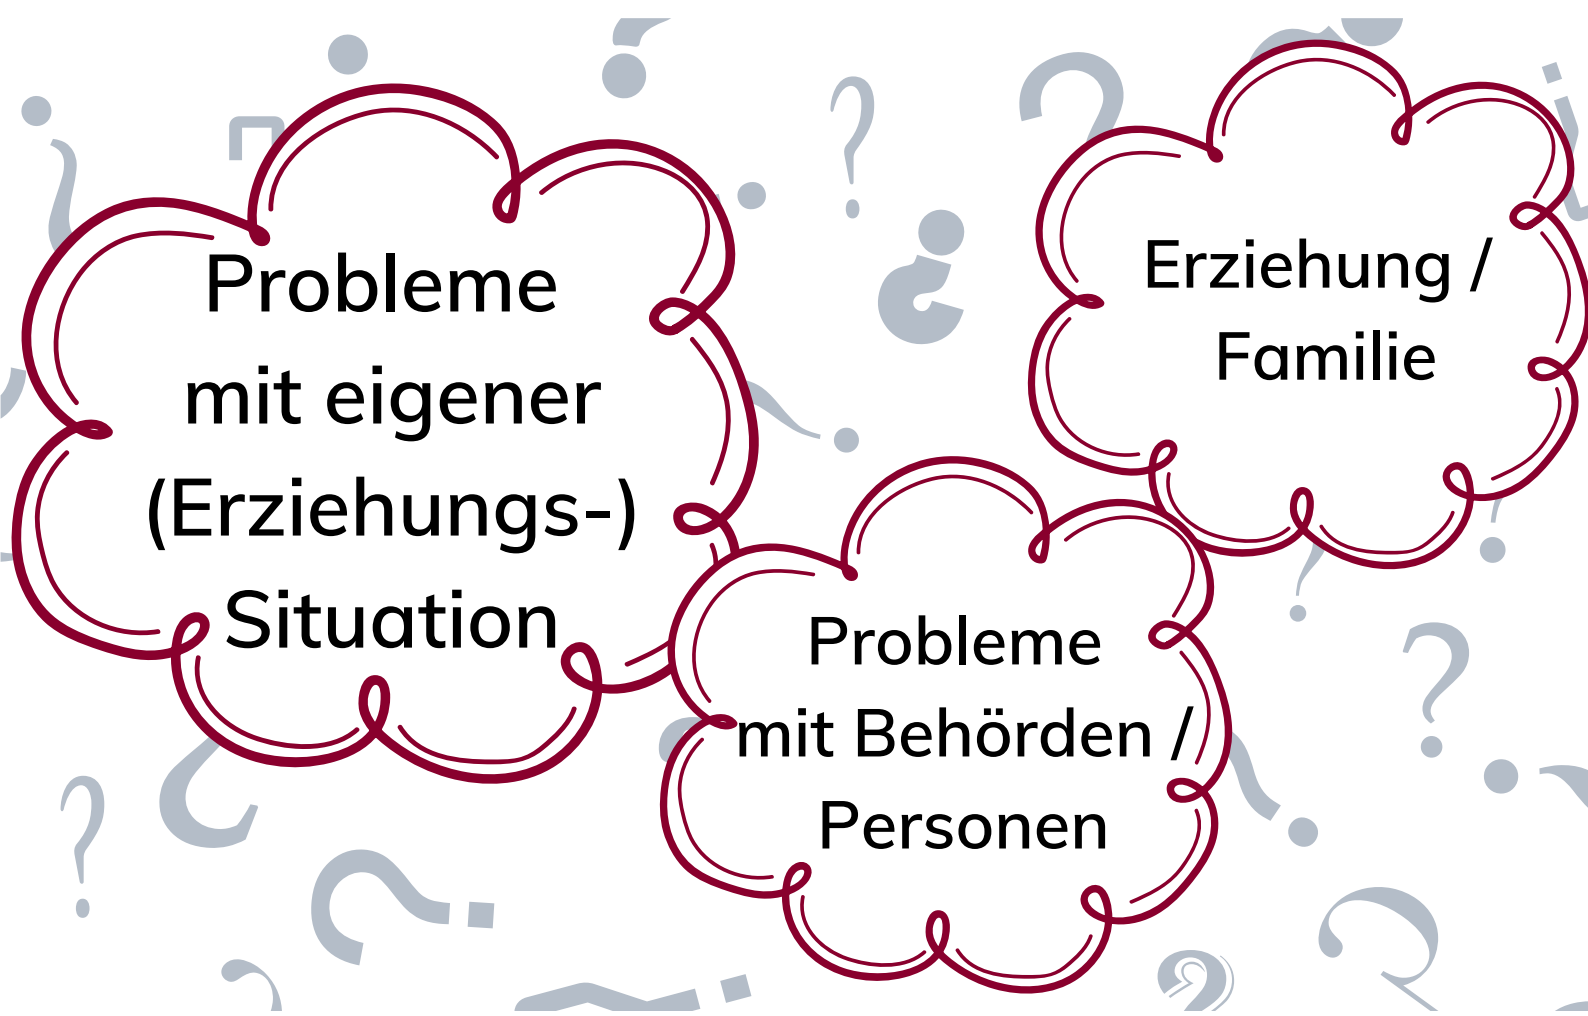 Probleme
mit eigener
(Erziehungs-)
Situation
Erziehung /
Familie
Probleme
mit Behörden /
Personen